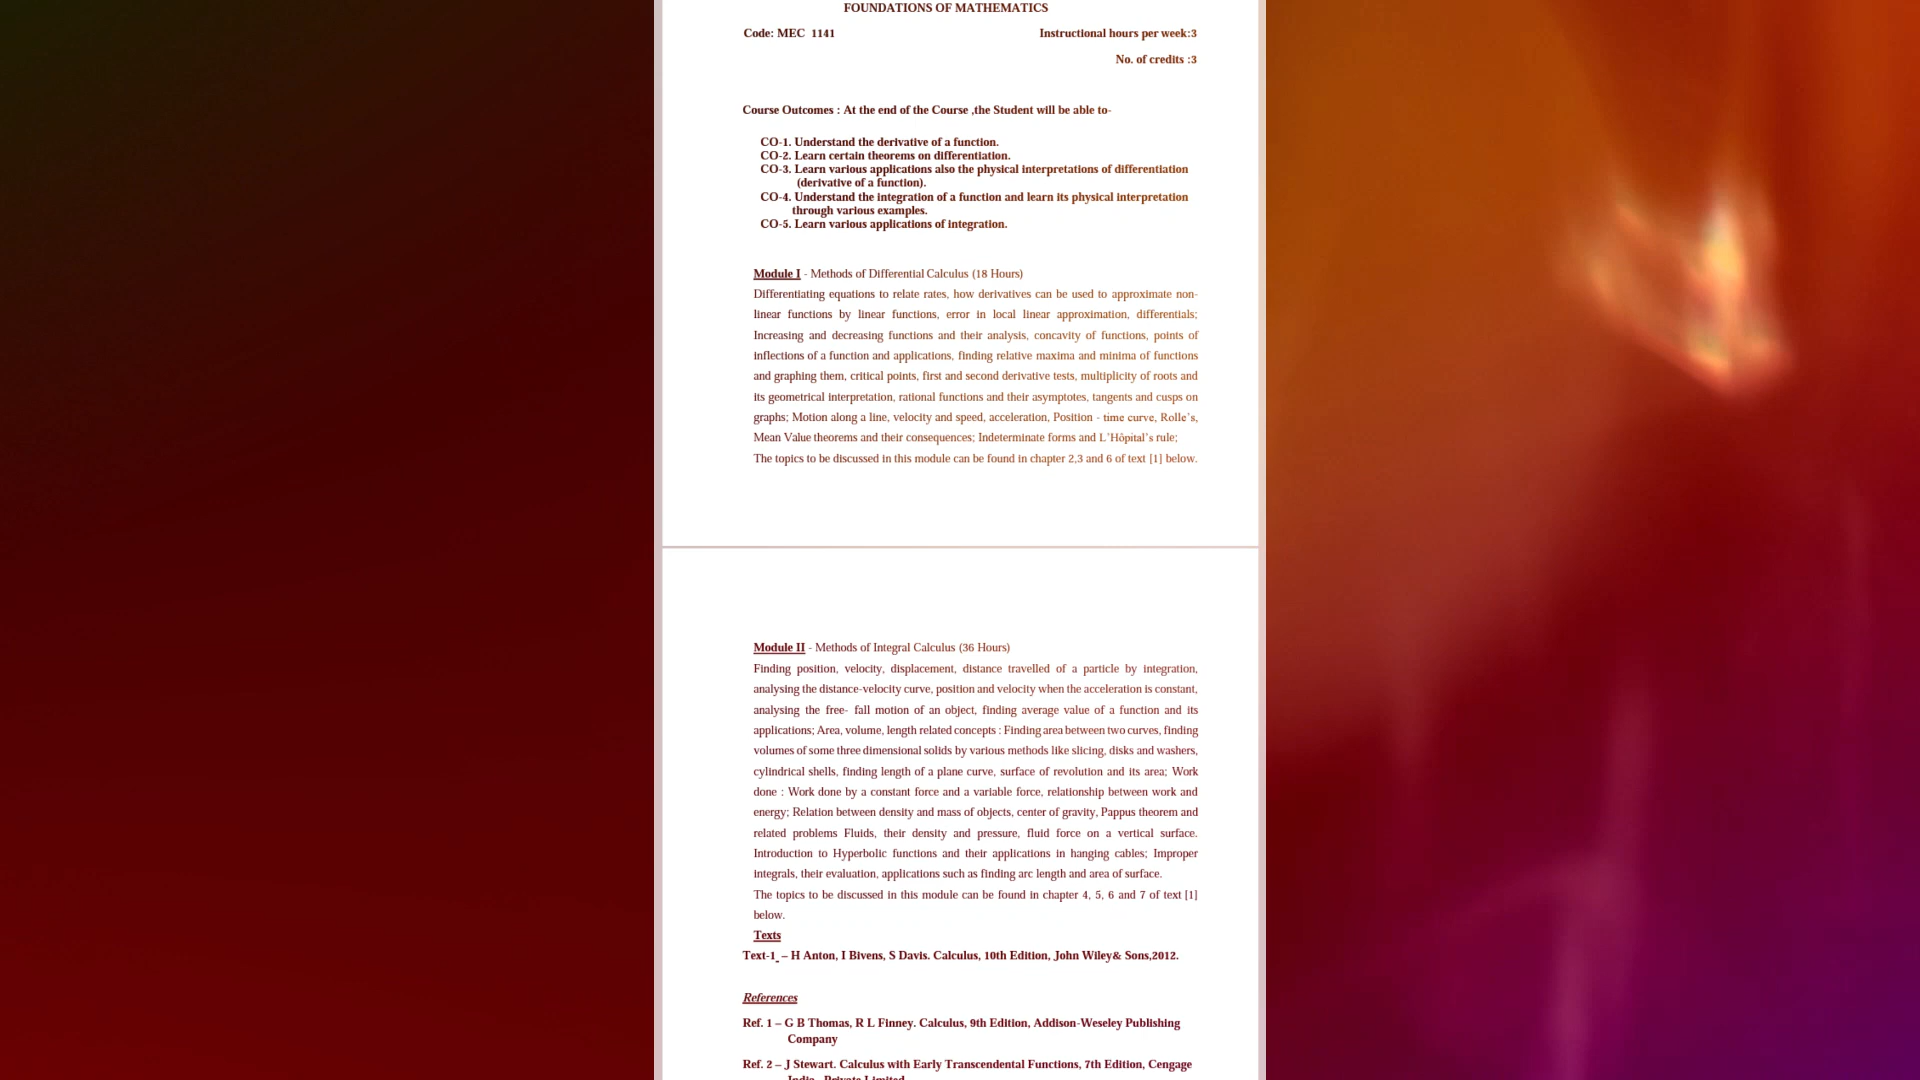 FOUNDATIONS OF MATHEMATICS
Code: MEC 1141 Instructional hours per week:3
No. of credits :3
Course Outcomes : At the end of the Course ,the Student will be able to-
CO-1. Understand the derivative of a function.
CO-2. Learn certain theorems on differentiation.
CO-3. Learn various applications also the physical interpretations of differentiation
(derivative of a function).
CO-4. Understand the integration of a function and learn its physical interpretation
through various examples.
CO-5. Learn various applications of integration.
Module I - Methods of Differential Calculus (18 Hours)
Differentiating equations to relate rates, how derivatives can be used to approximate non-
linear functions by linear functions, error in local linear approximation, differentials;
Increasing and decreasing functions and their analysis, concavity of functions, points of
inflections of a function and applications, finding relative maxima and minima of functions
and graphing them, critical points, first and second derivative tests, multiplicity of roots and
its geometrical interpretation, rational functions and their asymptotes, tangents and cusps on
graphs; Motion along a line, velocity and speed, acceleration, Position - time curve, Rolle's,
Mean Value theorems and their consequences; Indeterminate forms and L'Hôpital's rule;
The topics to be discussed in this module can be found in chapter 2,3 and 6 of text [1] below.
Module II - Methods of Integral Calculus (36 Hours)
Finding position, velocity, displacement, distance travelled of a particle by integration,
analysing the distance-velocity curve, position and velocity when the acceleration is constant,
analysing the free- fall motion of an object, finding average value of a function and its
applications; Area, volume, length related concepts : Finding area between two curves, finding
volumes of some three dimensional solids by various methods like slicing, disks and washers,
cylindrical shells, finding length of a plane curve, surface of revolution and its area; Work
done : Work done by a constant force and a variable force, relationship between work and
energy; Relation between density and mass of objects, center of gravity, Pappus theorem and
related problems Fluids, their density and pressure, fluid force on a vertical surface.
Introduction to Hyperbolic functions and their applications in hanging cables; Improper
integrals, their evaluation, applications such as finding arc length and area of surface.
The topics to be discussed in this module can be found in chapter 4, 5, 6 and 7 of text [1]
below.
Texts
Text-1 – H Anton, I Bivens, S Davis. Calculus, 10th Edition, John Wiley& Sons,2012.
References
Ref. 1 – G B Thomas, R L Finney. Calculus, 9th Edition, Addison-Weseley Publishing
Company
Ref. 2 – J Stewart. Calculus with Early Transcendental Functions, 7th Edition, Cengage
India Private Limited